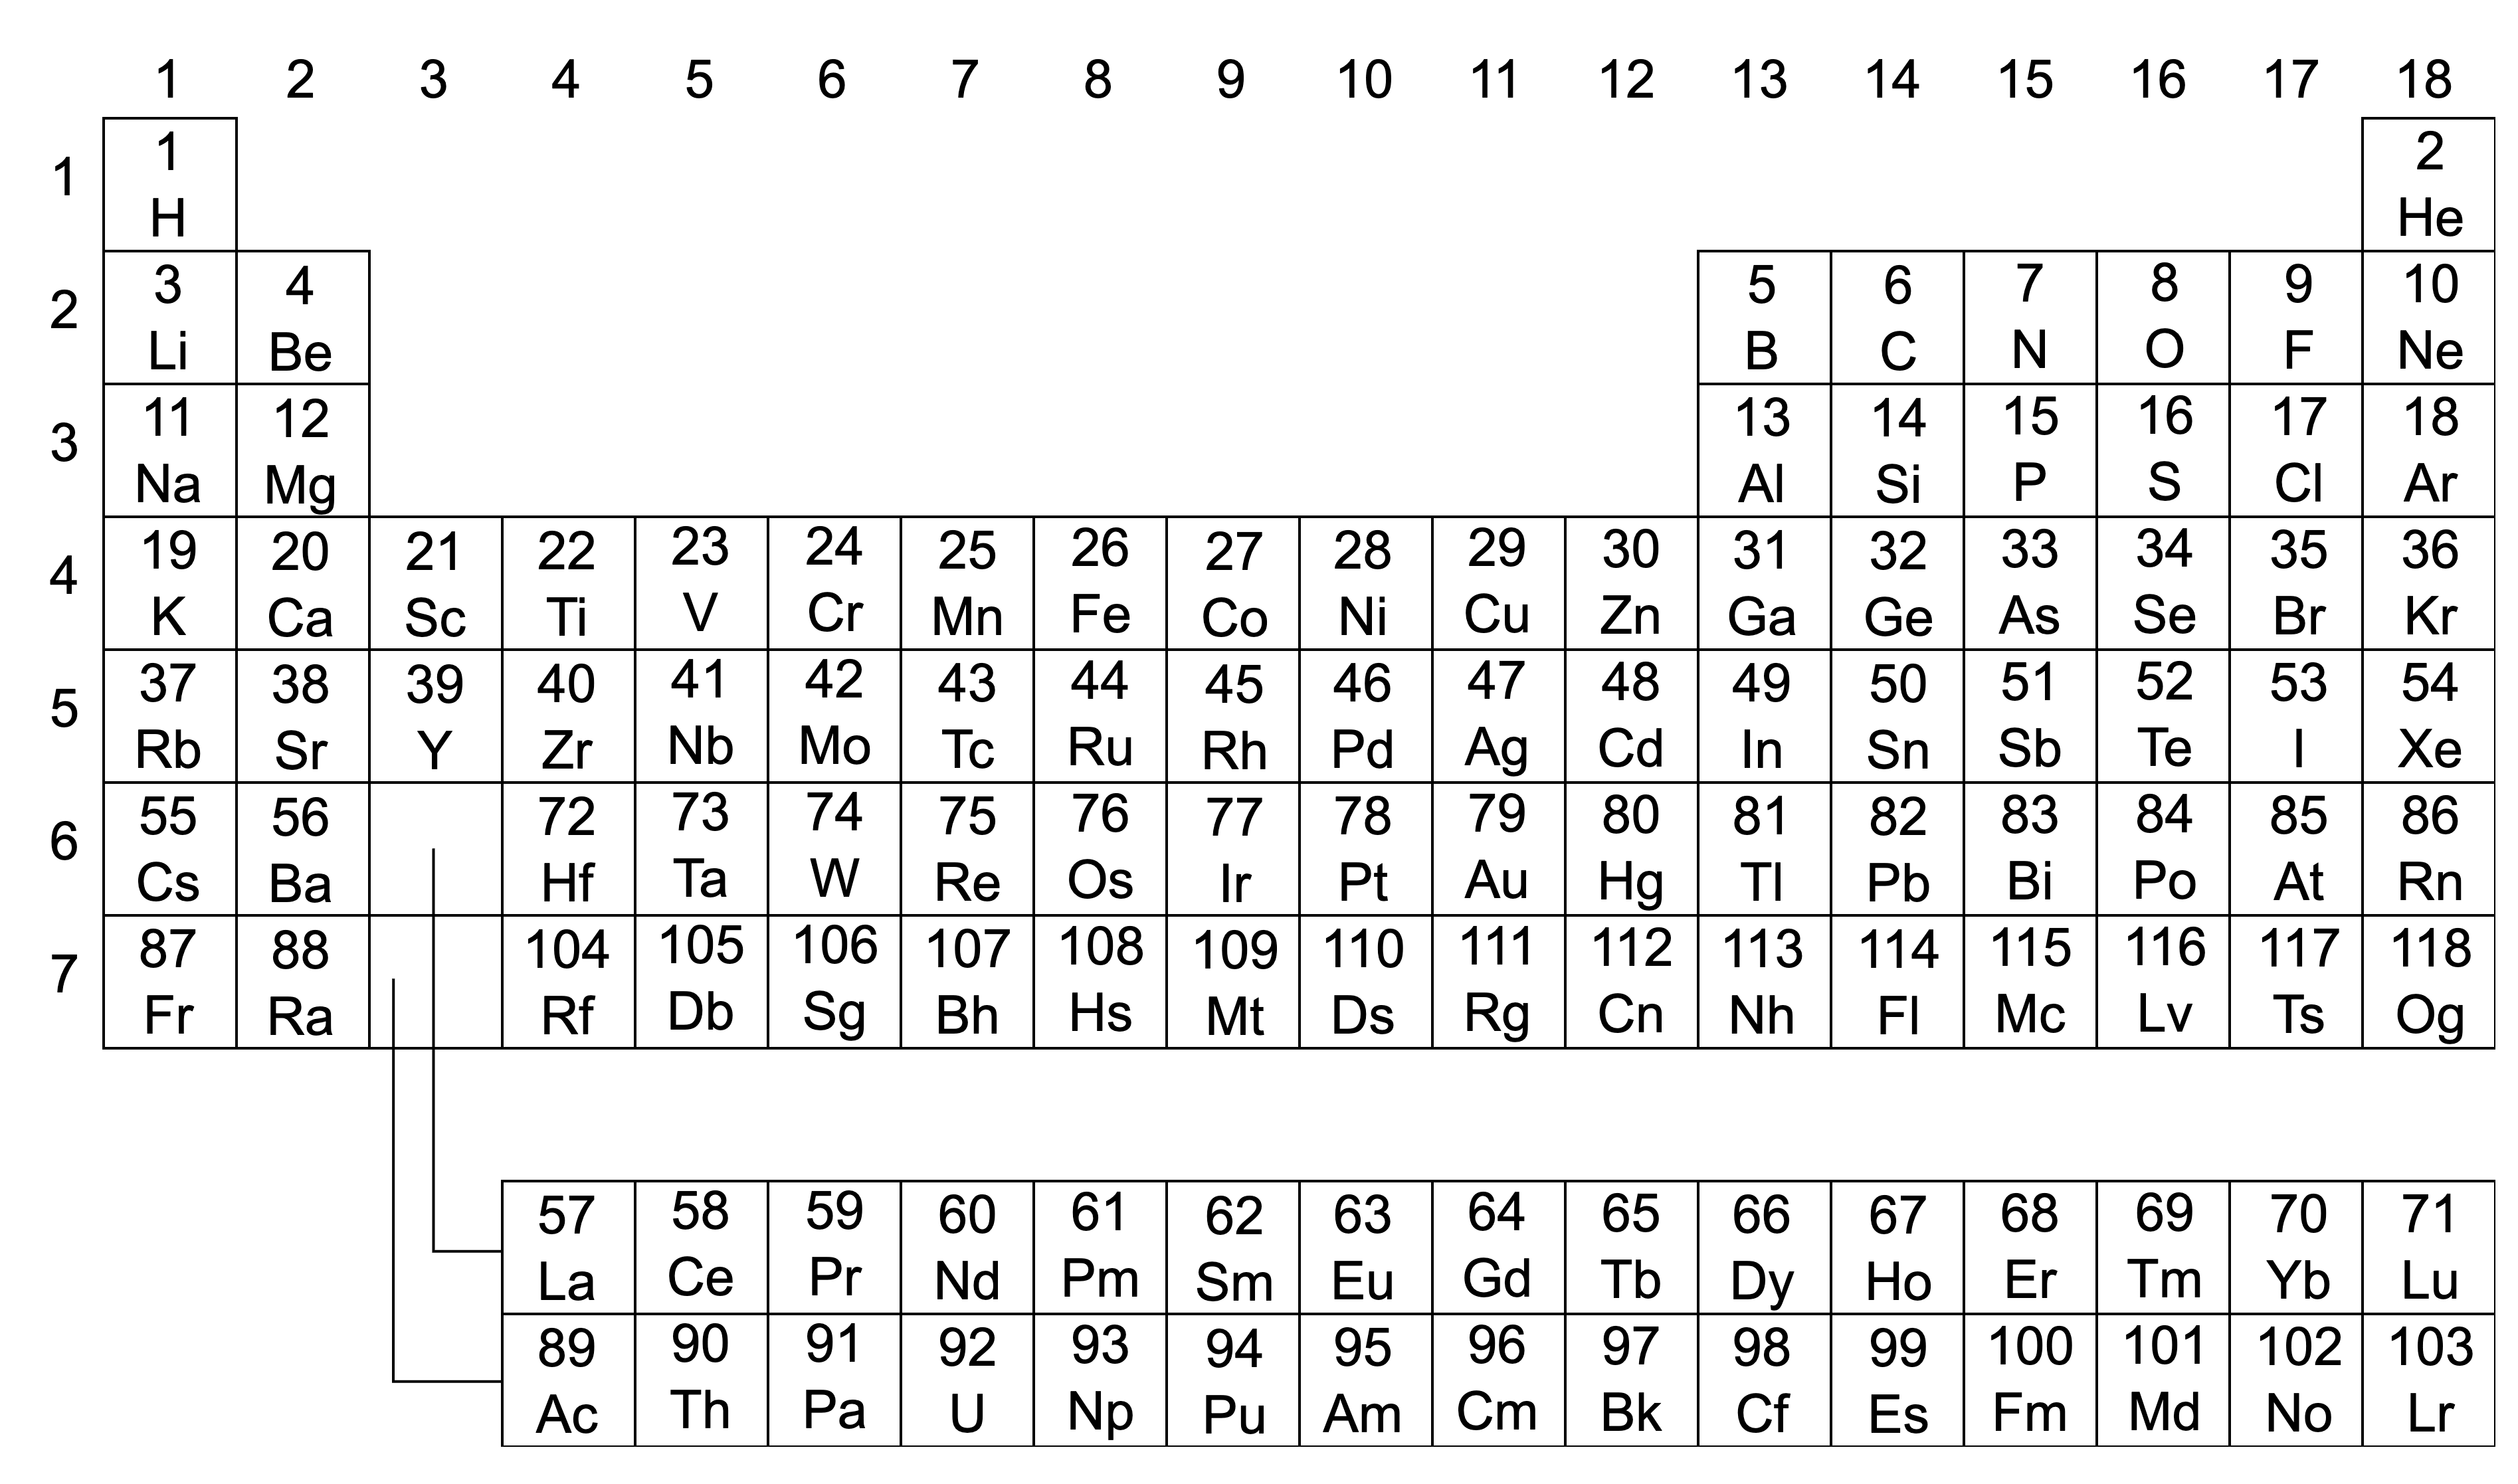 1 2 3 4 5 6 7 8 9 10 11 12 13 14 15 16 17 18
1 1 2
H He
2 3 4 5 6 7 8 9 10
Li Be B C N O F Ne
3 11 12 13 14 15 16 17 18
Na Mg Al Si P S Cl Ar
4 19 20 21 22 23 24 25 26 27 28 29 30 31 32 33 34 35 36
K Ca Sc Ti V Cr Mn Fe Co Ni Cu Zn Ga Ge As Se Br Kr
5 37 38 39 40 41 42 43 44 45 46 47 48 49 50 51 52 53 54
Rb Sr Y Zr Nb Mo Tc Ru Rh Pd Ag Cd In Sn Sb Te I Xe
6 55 56 72 73 74 75 76 77 78 79 80 81 82 83 84 85 86
Cs Ba Hf Ta W Re Os Ir Pt Au Hg Tl Pb Bi Po At Rn
7 87 88 104 105 106 107 108 109 110 111 112 113 114 115 116 117 118
Fr Ra Rf Db Sg Bh Hs Mt Ds Rg Cn Nh Fl Mc Lv Ts Og
57 58 59 60 61 62 63 64 65 66 67 68 69 70 71
La Ce Pr Nd Pm Sm Eu Gd Tb Dy Ho Er Tm Yb Lu
89 90 91 92 93 94 95 96 97 98 99 100 101 102 103
Ac Th Pa U Np Pu Am Cm Bk Cf Es Fm Md No Lr